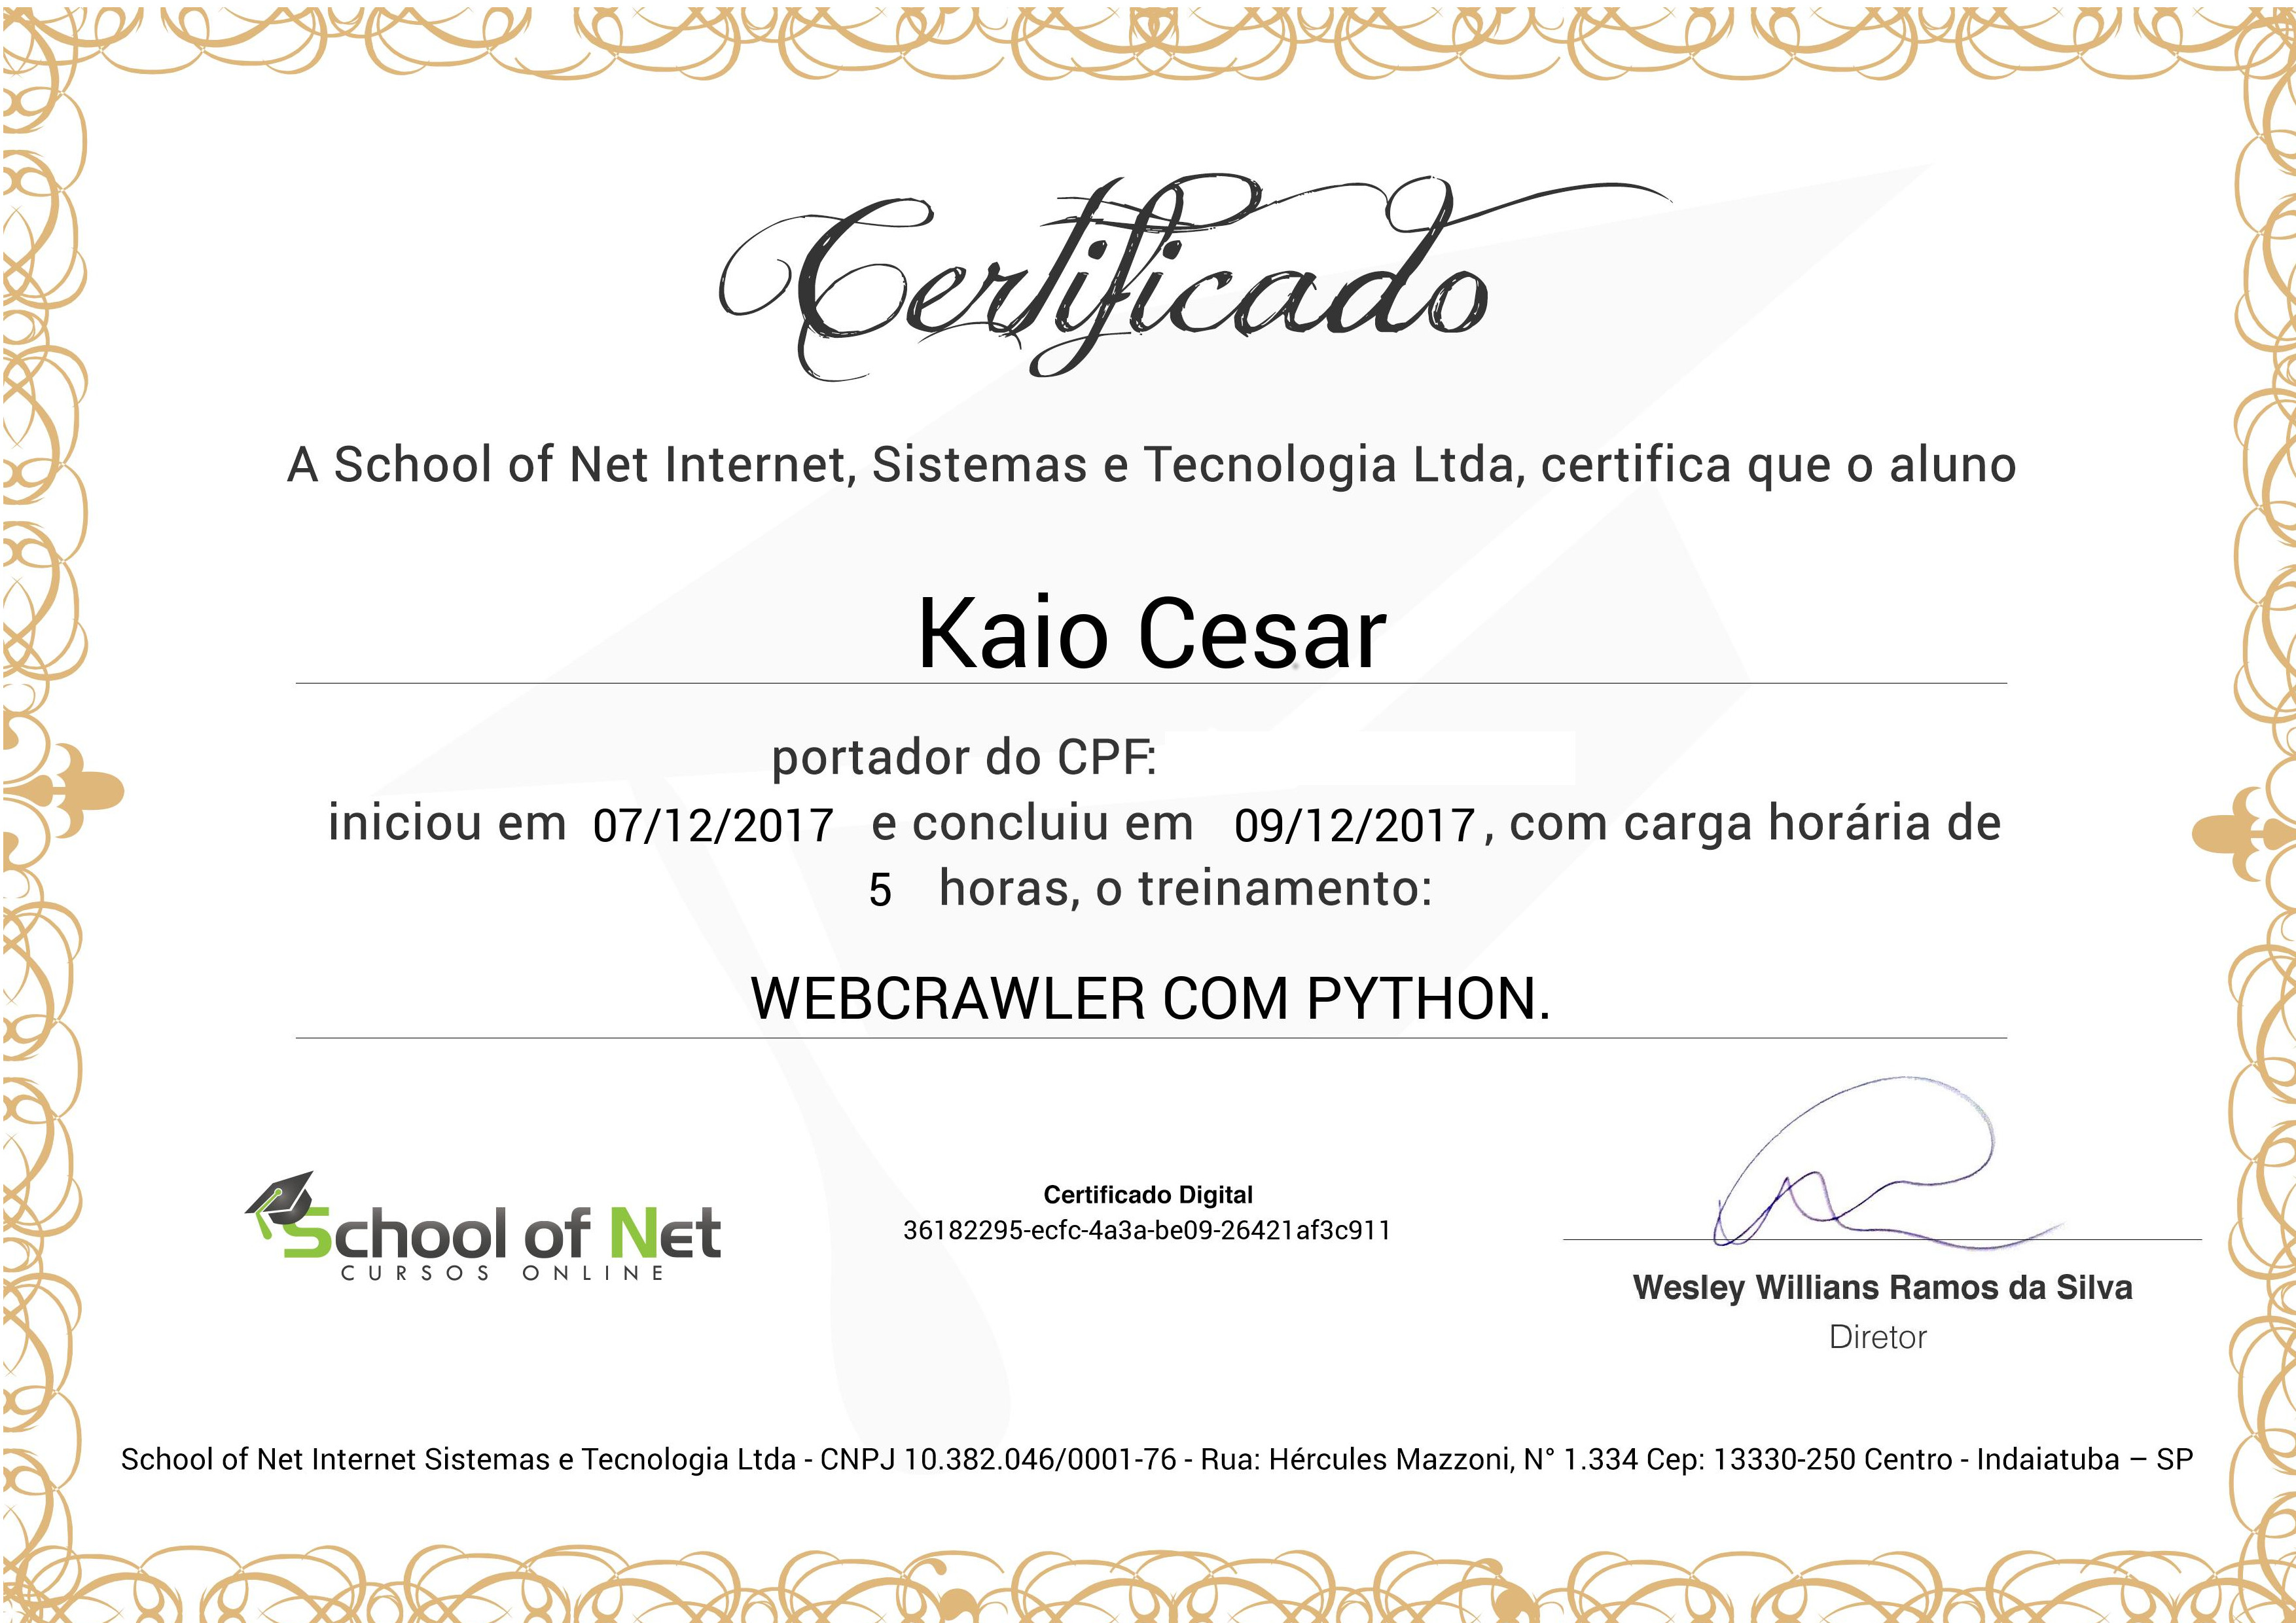 Certificado
A School of Net Internet, Sistemas e Tecnologia Ltda, certifica que o aluno
Kaio Cesar
portador do CPF:
iniciou em 07/12/2017 e concluiu em 09/12/2017, com carga horária de
5 horas, o treinamento:
WEBCRAWLER COM PYTHON.
School of Net
CURSOS ONLINE
Certificado Digital
36182295-ecfc-4a3a-be09-26421af3c911
Wesley Willians Ramos da Silva
Diretor
School of Net Internet Sistemas e Tecnologia Ltda - CNPJ 10.382.046/0001-76 - Rua: Hércules Mazzoni, N° 1.334 Cep: 13330-250 Centro - Indaiatuba – SP